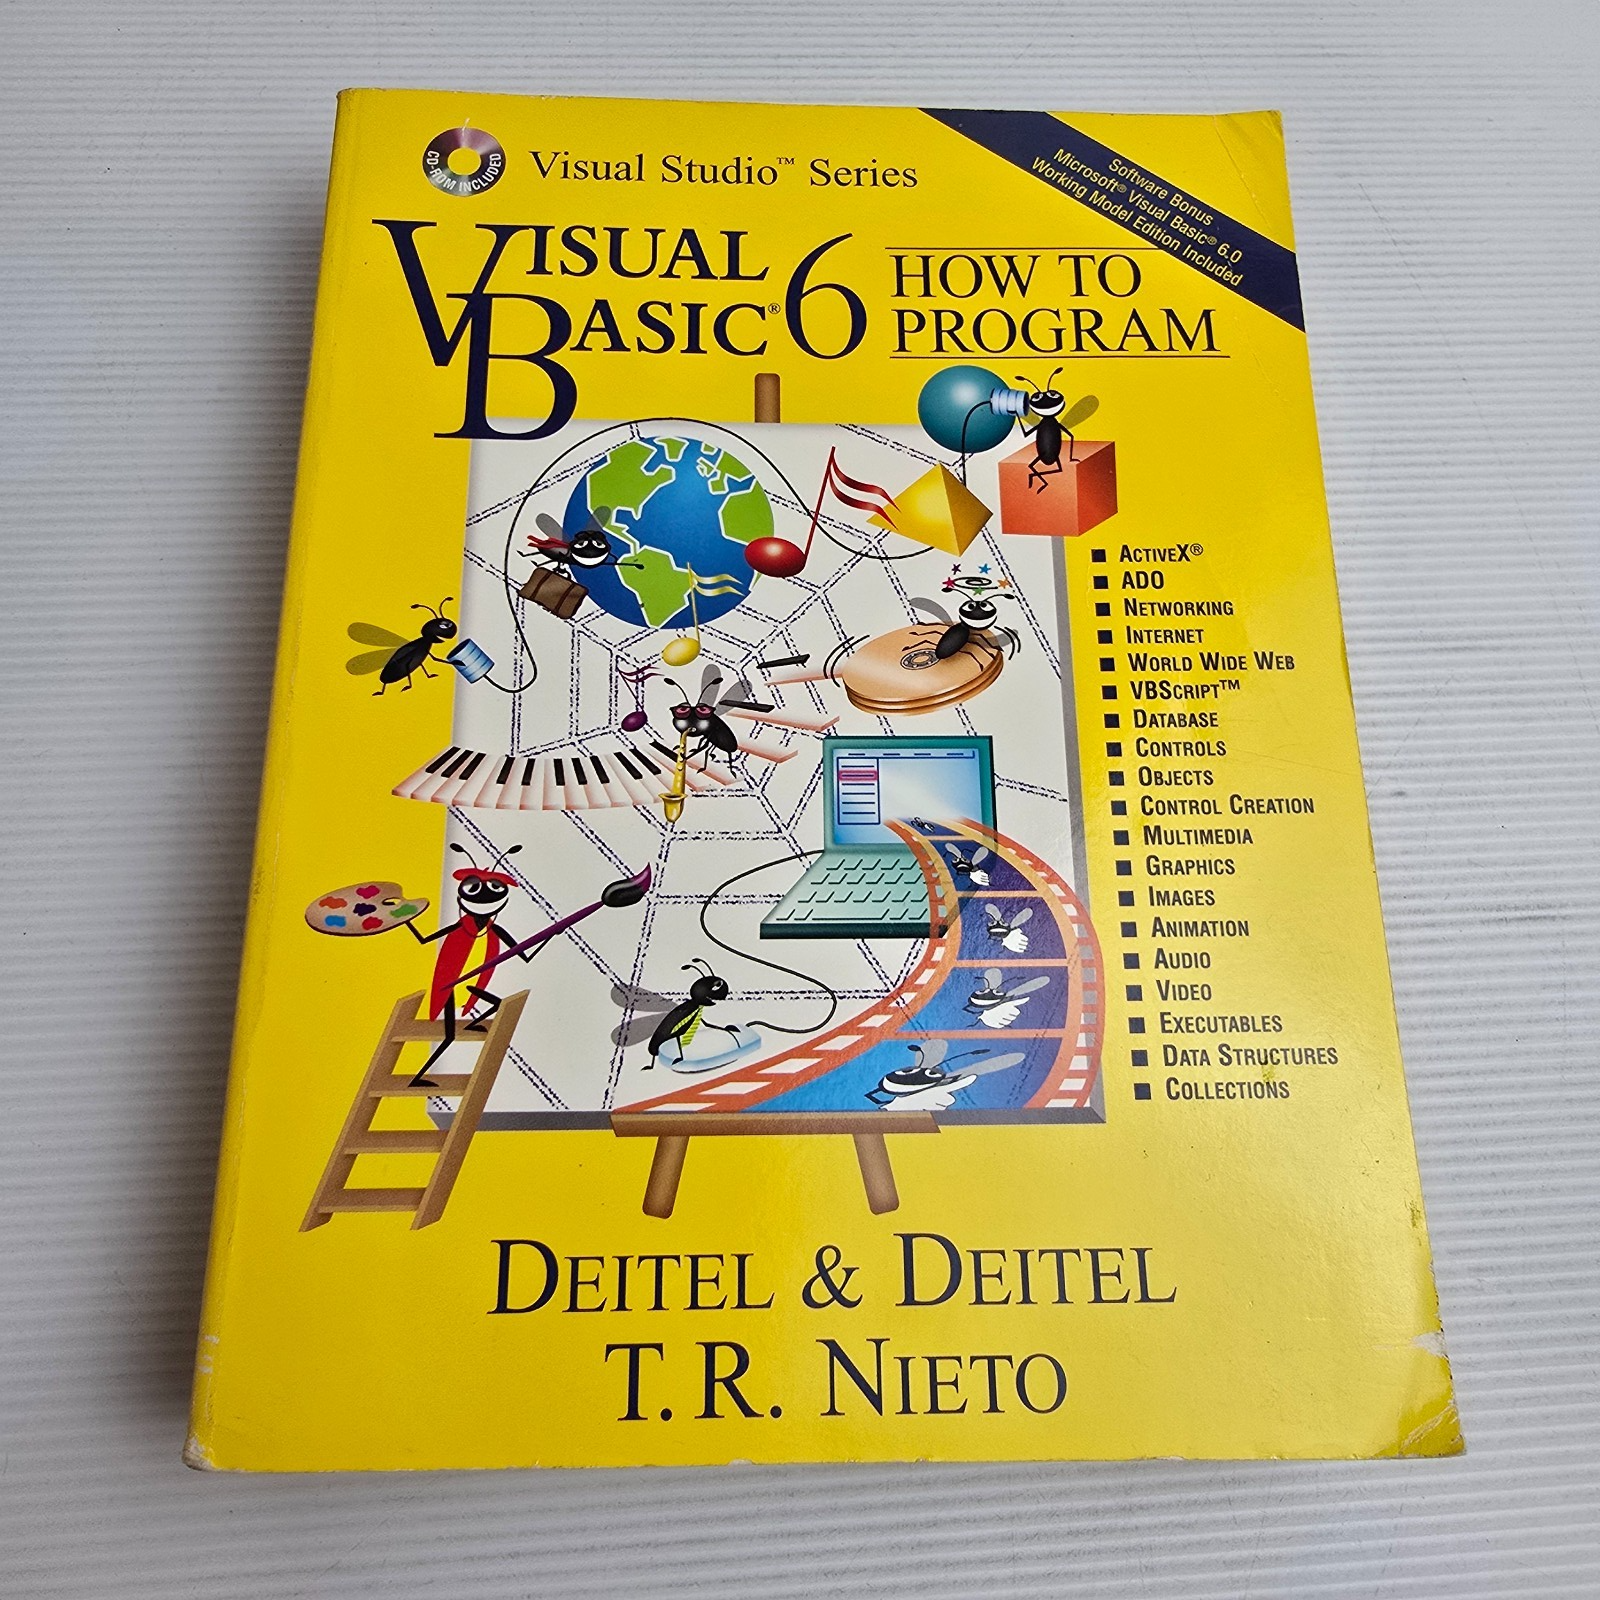 CD-ROM INCLUDED
Visual Studio™ Series
Software Bonus
Microsoft® Visual Basic® 6.0
Working Model Edition Included
VISUAL
BASIC® 6
HOW TO
PROGRAM
■ ACTIVEX®
■ ADO
■ NETWORKING
■ INTERNET
■ WORLD WIDE WEB
■ VBSCRIPT™
■ DATABASE
■ CONTROLS
■ OBJECTS
■ CONTROL CREATION
■ MULTIMEDIA
■ GRAPHICS
■ IMAGES
■ ANIMATION
■ AUDIO
■ VIDEO
■ EXECUTABLES
■ DATA STRUCTURES
■ COLLECTIONS
DEITEL & DEITEL
T. R. NIETO